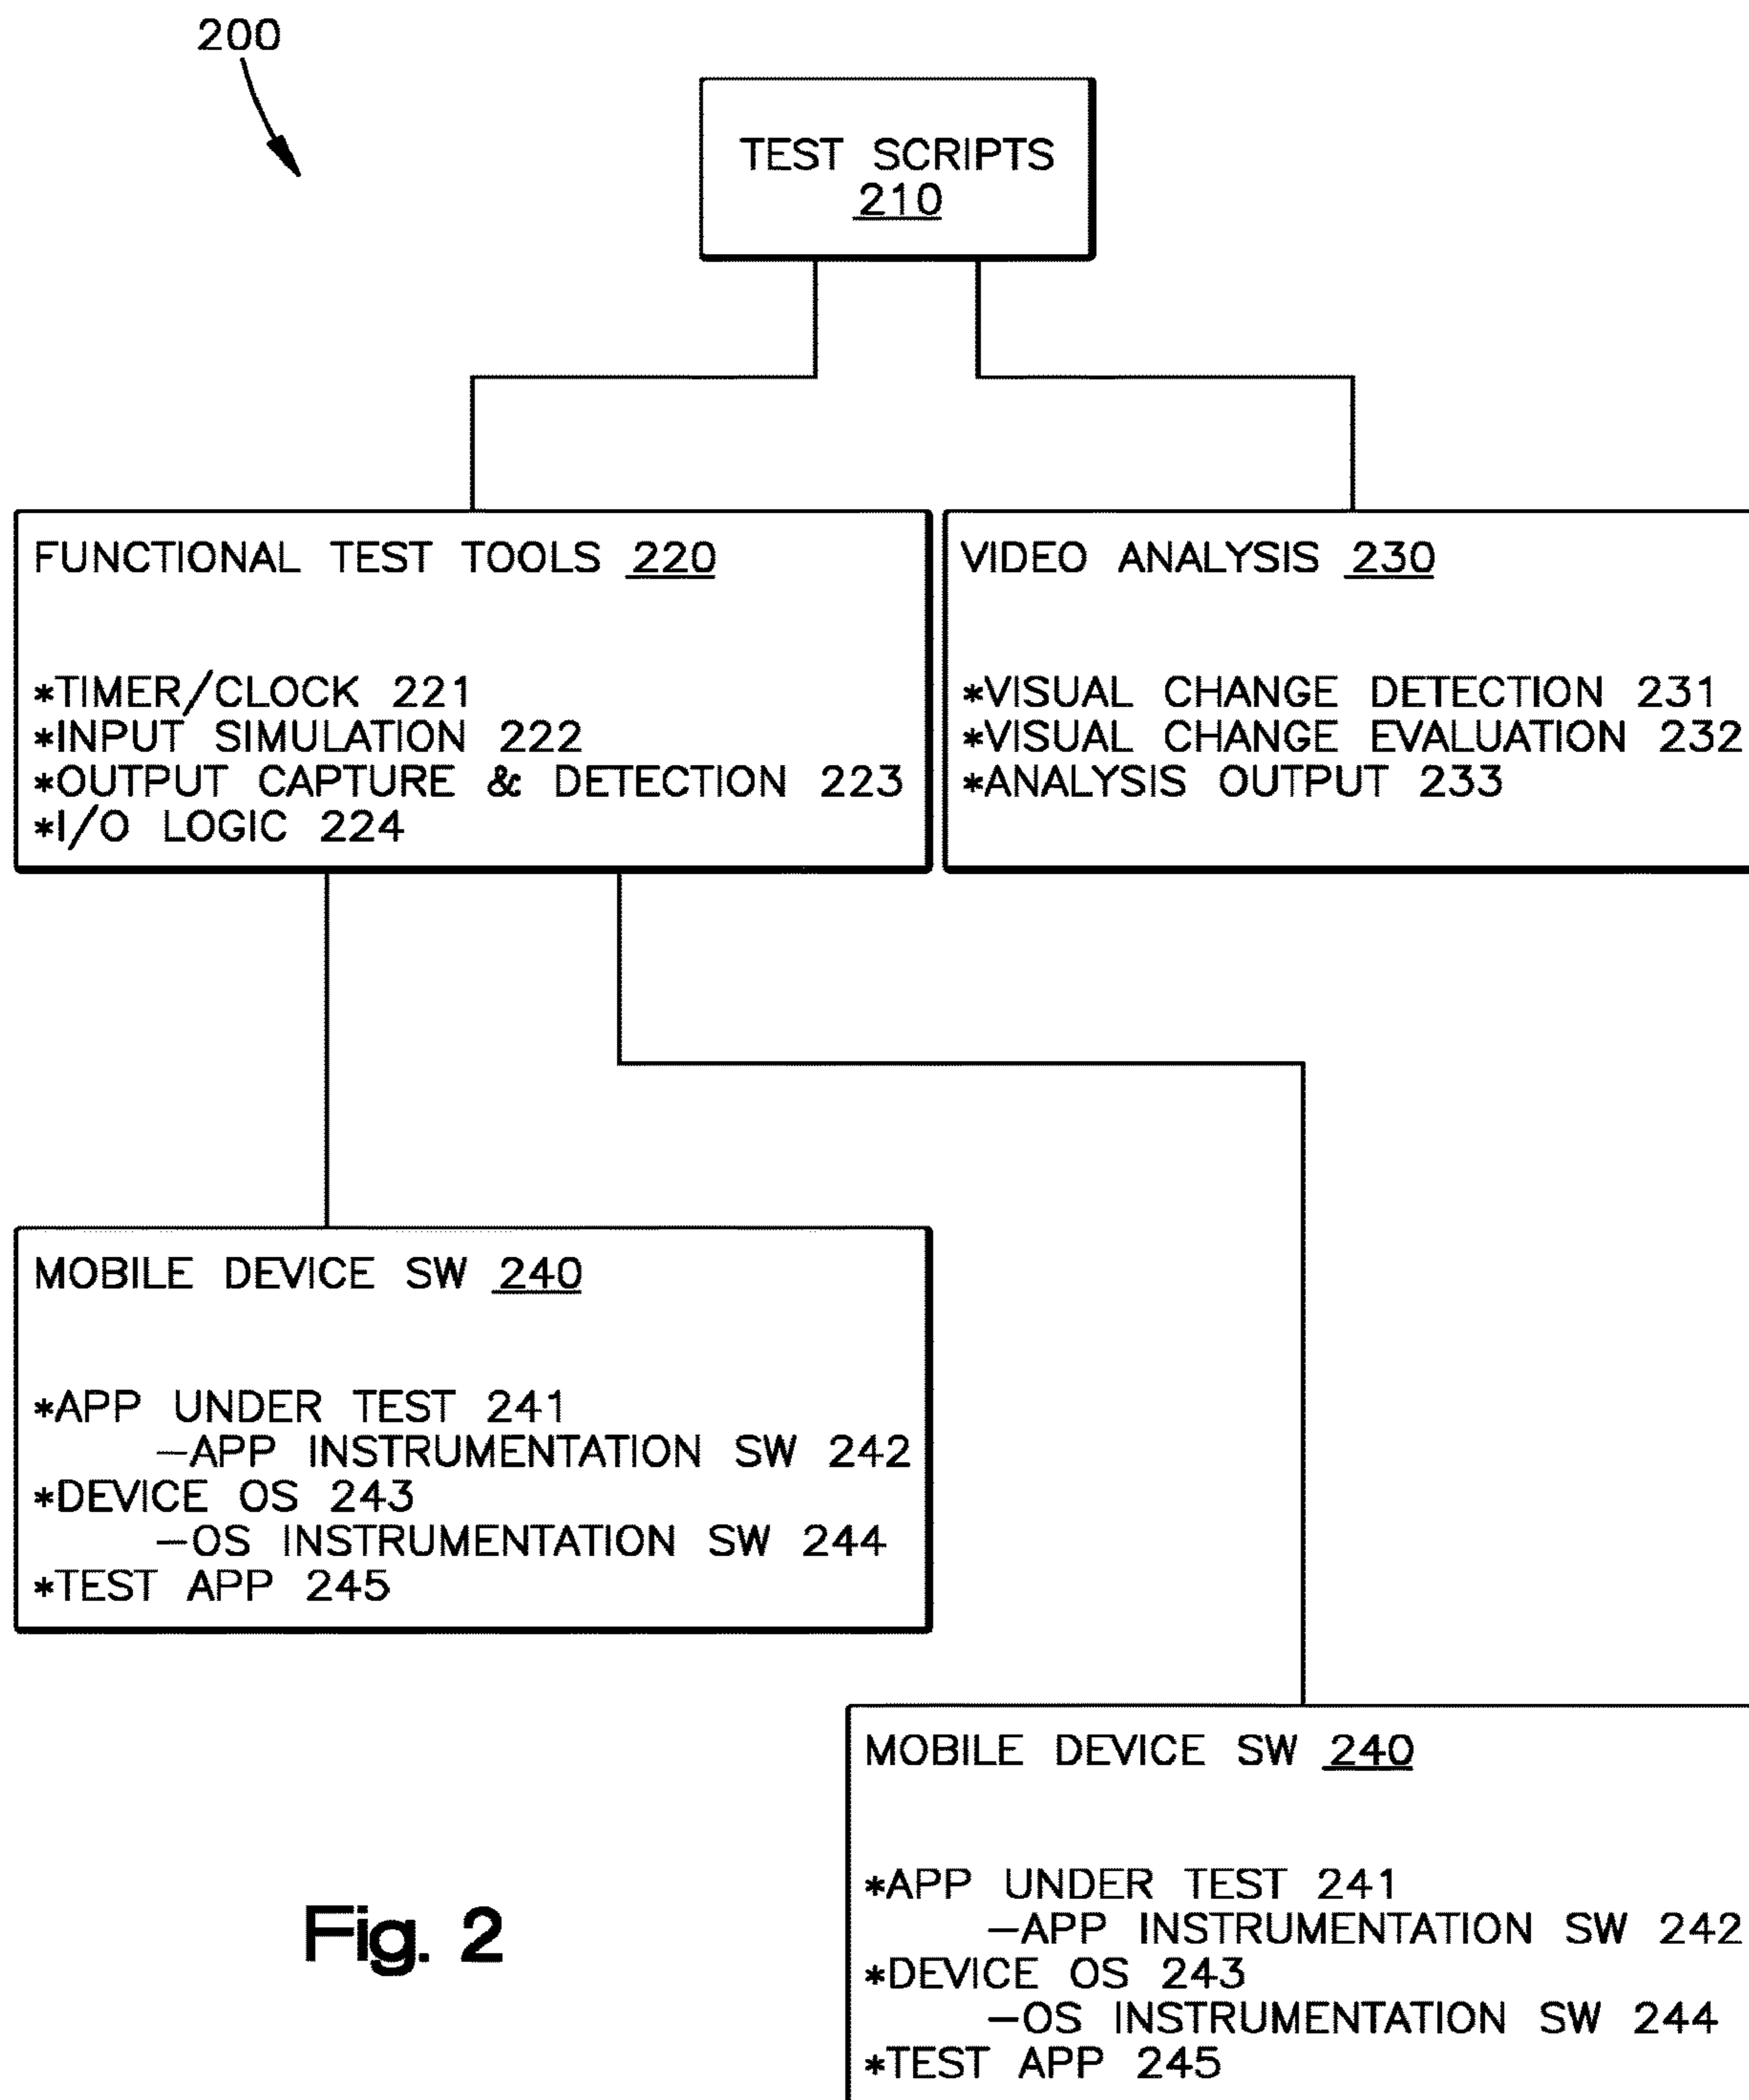 200
TEST SCRIPTS
210
FUNCTIONAL TEST TOOLS 220
*TIMER/CLOCK 221
*INPUT SIMULATION 222
*OUTPUT CAPTURE & DETECTION 223
*I/O LOGIC 224
VIDEO ANALYSIS 230
*VISUAL CHANGE DETECTION 231
*VISUAL CHANGE EVALUATION 232
*ANALYSIS OUTPUT 233
MOBILE DEVICE SW 240
*APP UNDER TEST 241
-APP INSTRUMENTATION SW 242
*DEVICE OS 243
-OS INSTRUMENTATION SW 244
*TEST APP 245
MOBILE DEVICE SW 240
*APP UNDER TEST 241
-APP INSTRUMENTATION SW 242
*DEVICE OS 243
-OS INSTRUMENTATION SW 244
*TEST APP 245
Fig. 2